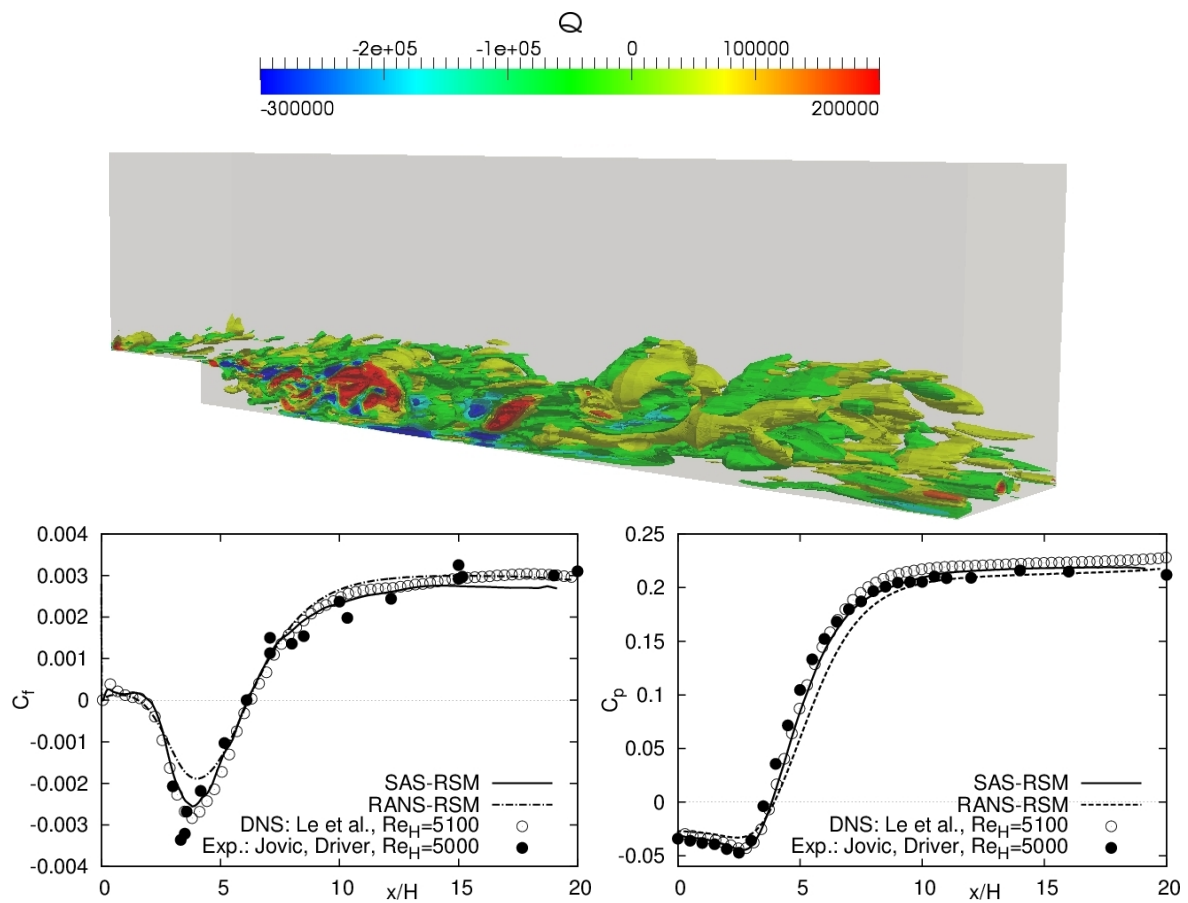 Q
-2e+05 -1e+05 0 100000
-300000 200000
0.004
0.003
0.002
0.001
0
-0.001
-0.002
-0.003
-0.004
C_f
SAS-RSM
RANS-RSM
DNS: Le et al., Re_H=5100
Exp.: Jovic, Driver, Re_H=5000
0 5 10 15 20
x/H
0.25
0.2
0.15
0.1
0.05
0
-0.05
C_p
SAS-RSM
RANS-RSM
DNS: Le et al., Re_H=5100
Exp.: Jovic, Driver, Re_H=5000
0 5 10 15 20
x/H